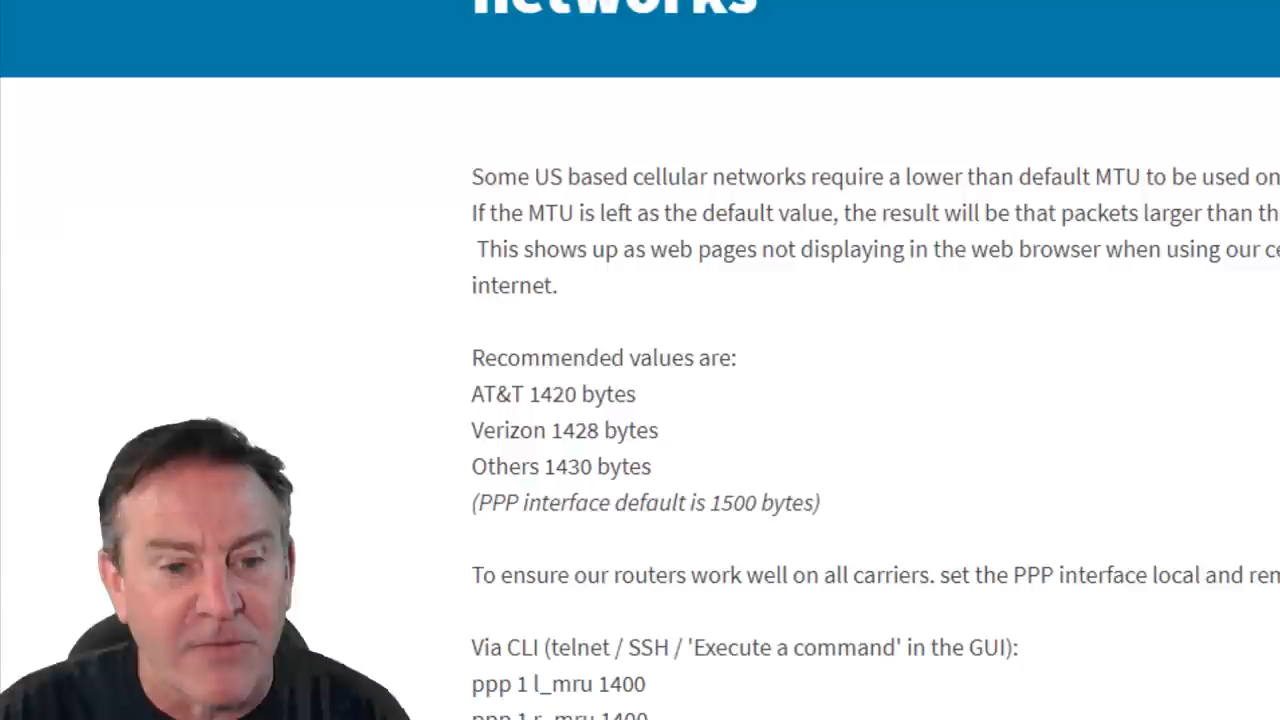 networks
Some US based cellular networks require a lower than default MTU to be used on
If the MTU is left as the default value, the result will be that packets larger than
This shows up as web pages not displaying in the web browser when using our
internet.
Recommended values are:
AT&T 1420 bytes
Verizon 1428 bytes
Others 1430 bytes
(PPP interface default is 1500 bytes)
To ensure our routers work well on all carriers. set the PPP interface local and
Via CLI (telnet / SSH / 'Execute a command' in the GUI):
ppp 1 l_mru 1400
ppp 1 r_mru 1400